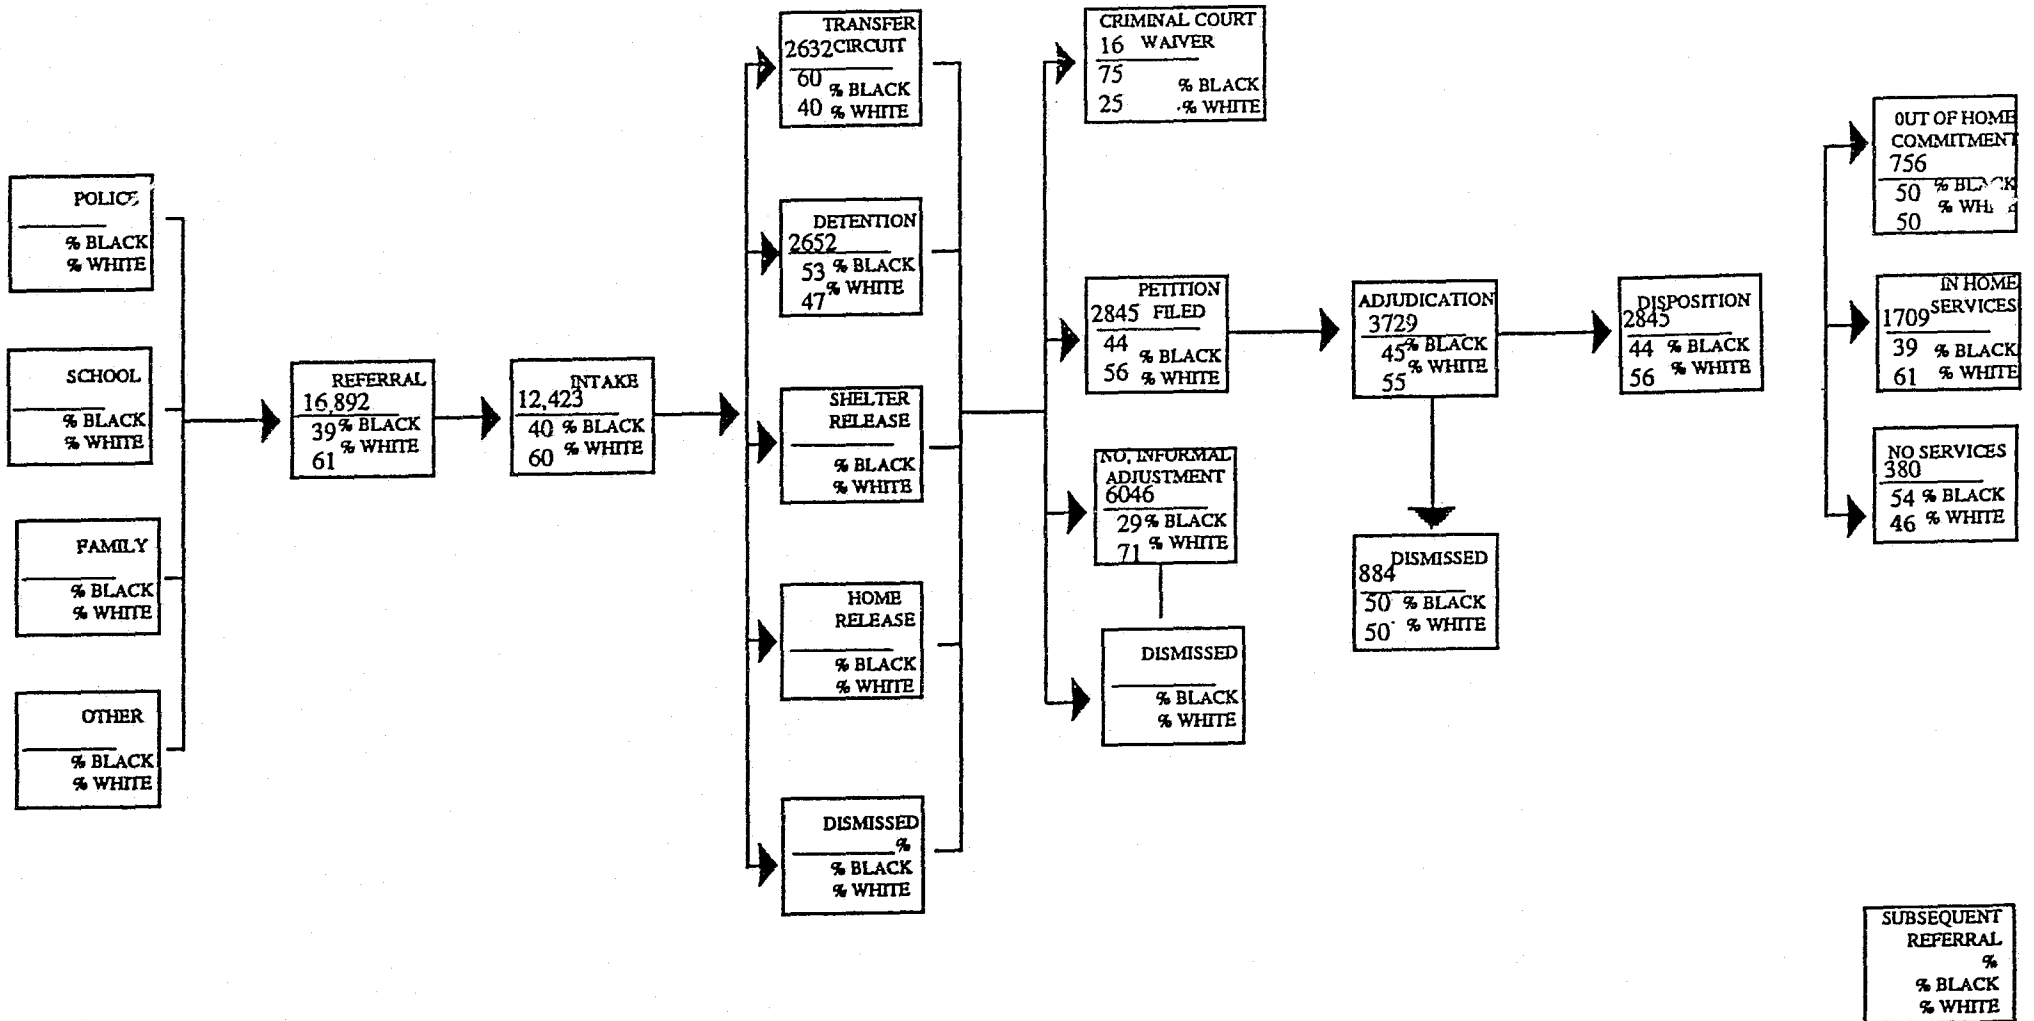 POLICE
% BLACK
% WHITE
SCHOOL
% BLACK
% WHITE
FAMILY
% BLACK
% WHITE
OTHER
% BLACK
% WHITE
REFERRAL
16,892
39 % BLACK
% WHITE
61
INTAKE
12,423
40 % BLACK
% WHITE
60
TRANSFER
2632 CIRCUIT
60
% BLACK
40 % WHITE
DETENTION
2652
53 % BLACK
% WHITE
47
SHELTER
RELEASE
% BLACK
% WHITE
HOME
RELEASE
% BLACK
% WHITE
DISMISSED
%
% BLACK
% WHITE
CRIMINAL COURT
16 WAIVER
75
% BLACK
25 % WHITE
PETITION
2845 FILED
44
% BLACK
56 % WHITE
NO, INFORMAL
ADJUSTMENT
6046
29 % BLACK
71 % WHITE
DISMISSED
% BLACK
% WHITE
ADJUDICATION
3729
45 % BLACK
% WHITE
55
DISMISSED
884
50 % BLACK
50 % WHITE
DISPOSITION
2845
44 % BLACK
56 % WHITE
OUT OF HOME
COMMITMENT
756
50 % BLACK
% WHITE
50
IN HOME
1709 SERVICES
39 % BLACK
61 % WHITE
NO SERVICES
380
54 % BLACK
46 % WHITE
SUBSEQUENT
REFERRAL
%
% BLACK
% WHITE